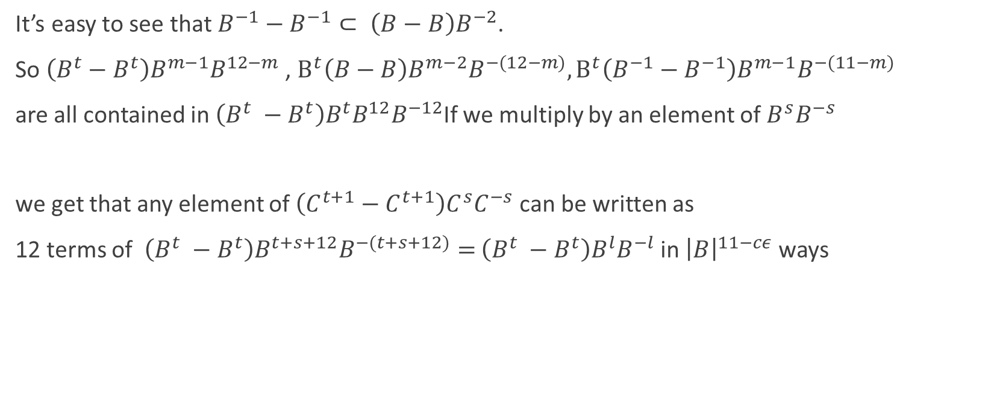 It’s easy to see that $B^{-1} - B^{-1} \subset (B - B)B^{-2}$.
So $(B^t - B^t)B^{m-1}B^{12-m}$ , $\mathrm{B}^t(B - B)B^{m-2}B^{-(12-m)}$, $\mathrm{B}^t(B^{-1} - B^{-1})B^{m-1}B^{-(11-m)}$
are all contained in $(B^t - B^t)B^tB^{12}B^{-12}$If we multiply by an element of $B^sB^{-s}$
we get that any element of $(C^{t+1} - C^{t+1})C^sC^{-s}$ can be written as
12 terms of $(B^t - B^t)B^{t+s+12}B^{-(t+s+12)} = (B^t - B^t)B^lB^{-l}$ in $|B|^{11-c\epsilon}$ ways